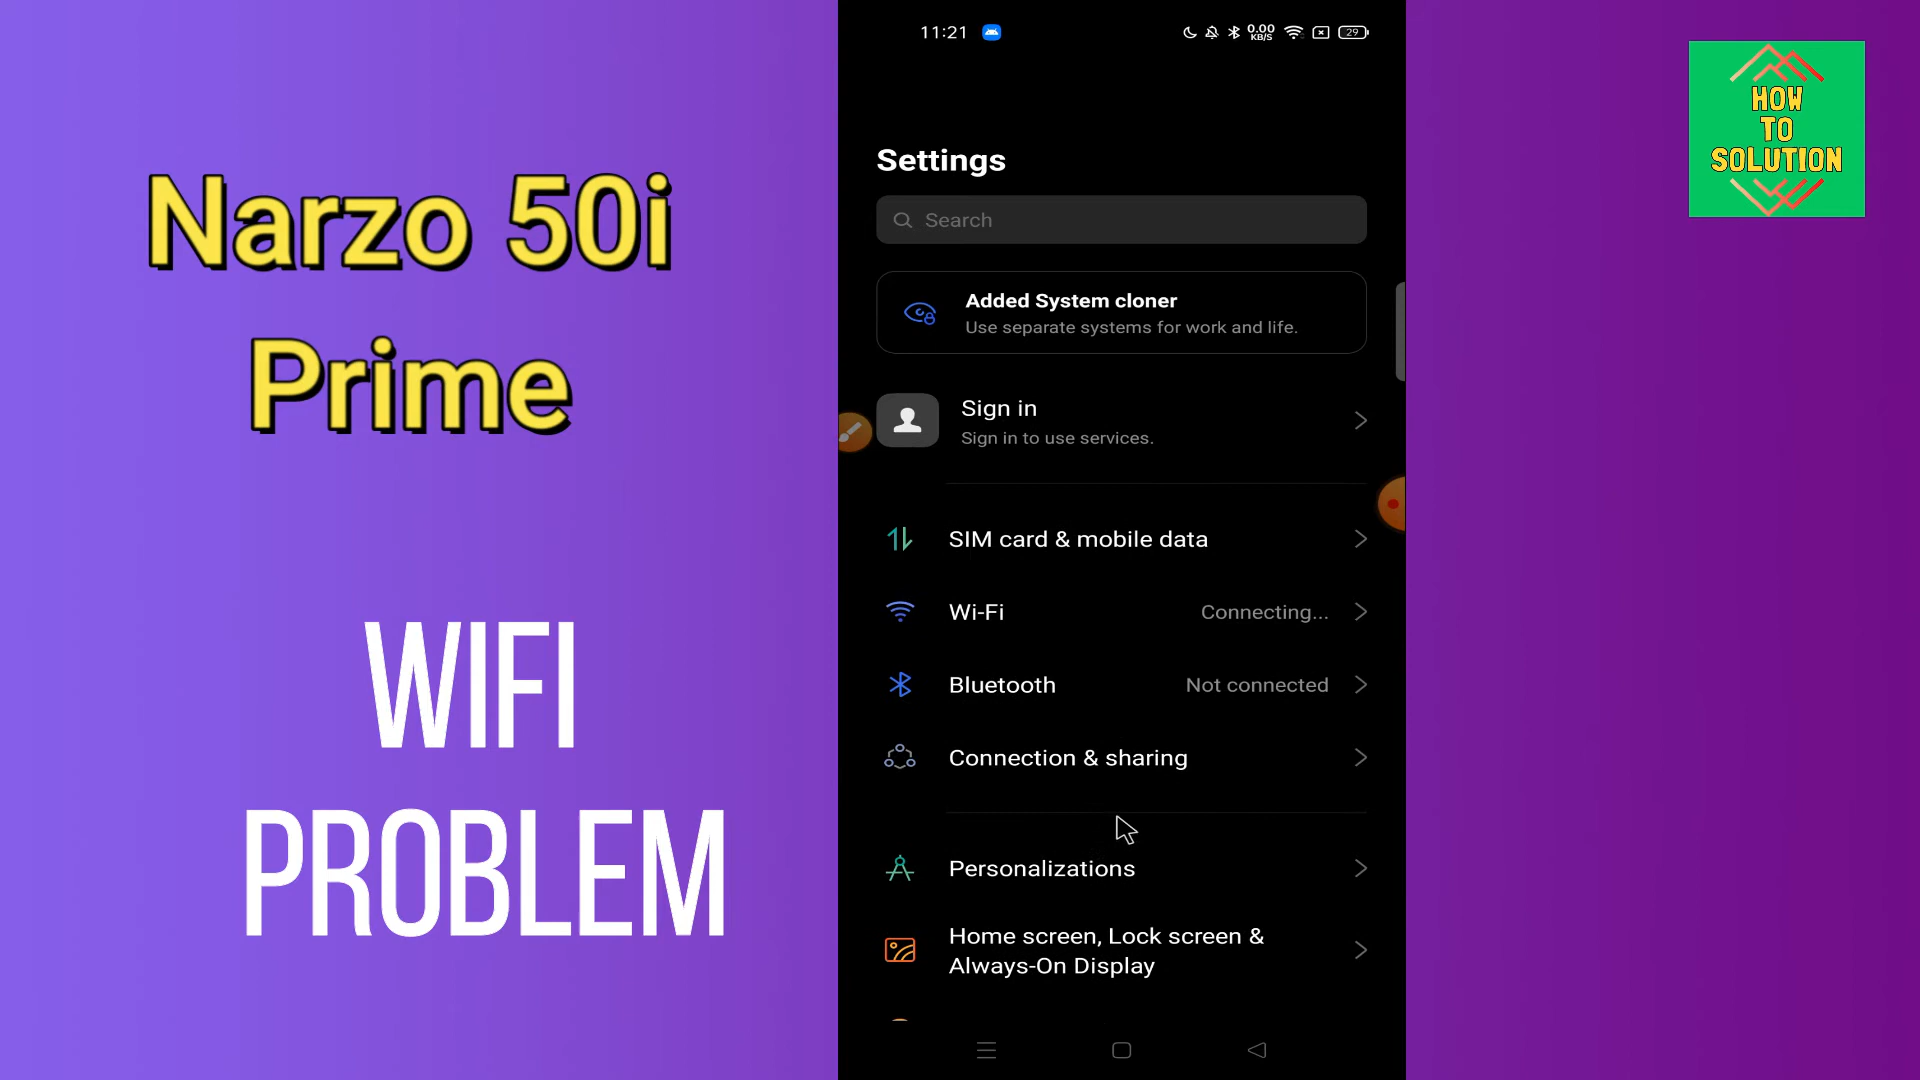 Narzo 50i
Prime
WIFI
PROBLEM
11:21
0.00
KB/S
29
Settings
Search
Added System cloner
Use separate systems for work and life.
Sign in
Sign in to use services.
SIM card & mobile data
Wi-Fi
Connecting...
Bluetooth
Not connected
Connection & sharing
Personalizations
Home screen, Lock screen &
Always-On Display
HOW
TO
SOLUTION